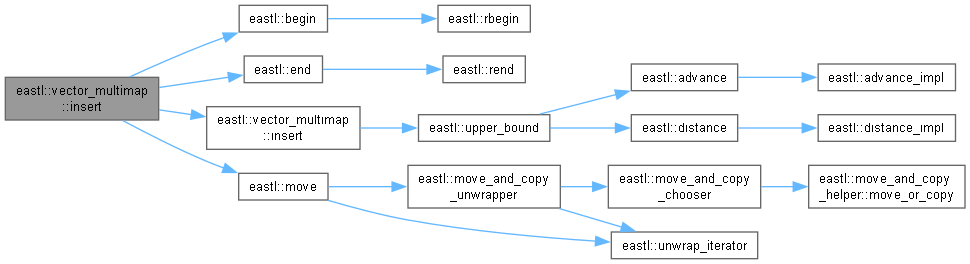 eastl::vector_multimap
::insert
eastl::begin
eastl::rbegin
eastl::end
eastl::rend
eastl::vector_multimap
::insert
eastl::upper_bound
eastl::advance
eastl::advance_impl
eastl::distance
eastl::distance_impl
eastl::move
eastl::move_and_copy
_unwrapper
eastl::move_and_copy
_chooser
eastl::move_and_copy
_helper::move_or_copy
eastl::unwrap_iterator